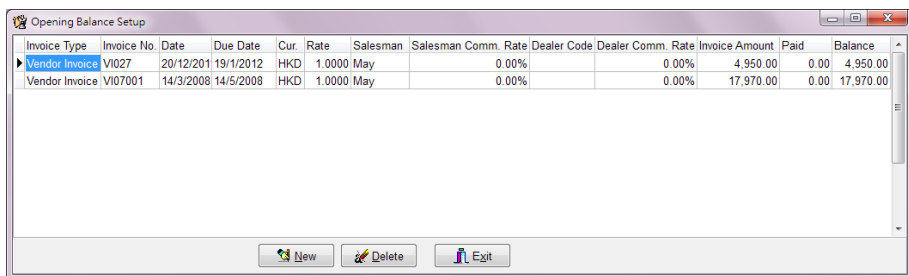 Opening Balance Setup
Invoice Type Invoice No. Date Due Date Cur. Rate Salesman Salesman Comm. Rate Dealer Code Dealer Comm. Rate Invoice Amount Paid Balance
Vendor Invoice VI027 20/12/201 19/1/2012 HKD 1.0000 May 0.00% 0.00% 4,950.00 0.00 4,950.00
Vendor Invoice VI07001 14/3/2008 14/5/2008 HKD 1.0000 May 0.00% 0.00% 17,970.00 0.00 17,970.00
New Delete Exit